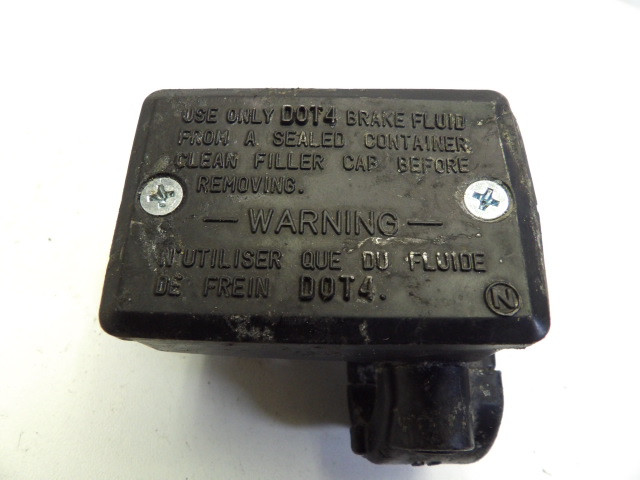 USE ONLY DOT4 BRAKE FLUID
FROM A SEALED CONTAINER
CLEAN FILLER CAB BEFORE
REMOVING.
— WARNING —
N'UTILISER QUE DU FLUIDE
DE FREIN DOT4.
N